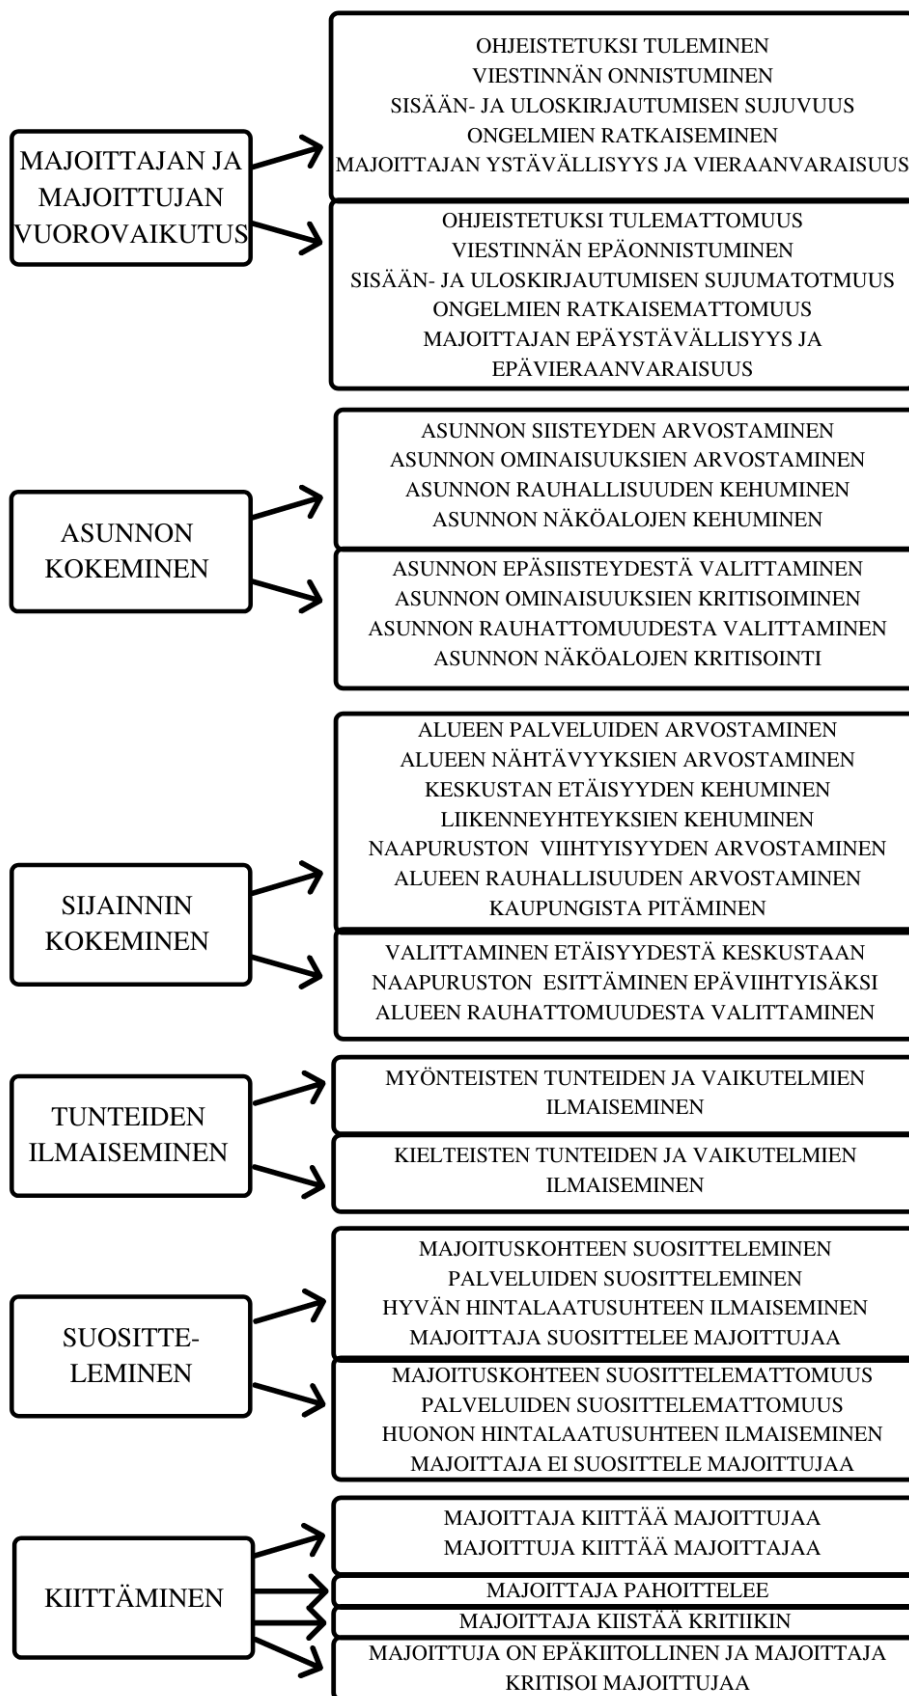 MAJOITTAJAN JA
MAJOITTUJAN
VUOROVAIKUTUS
OHJEISTETUKSI TULEMINEN
VIESTINNÄN ONNISTUMINEN
SISÄÄN- JA ULOSKIRJAUTUMISEN SUJUVUUS
ONGELMIEN RATKAISEMINEN
MAJOITTAJAN YSTÄVÄLLISYYS JA VIERAANVARAISUUS
OHJEISTETUKSI TULEMATTOMUUS
VIESTINNÄN EPÄONNISTUMINEN
SISÄÄN- JA ULOSKIRJAUTUMISEN SUJUMATOTMUUS
ONGELMIEN RATKAISEMATTOMUUS
MAJOITTAJAN EPÄYSTÄVÄLLISYYS JA
EPÄVIERAANVARAISUUS
ASUNNON
KOKEMINEN
ASUNNON SIISTEYDEN ARVOSTAMINEN
ASUNNON OMINAISUUKSIEN ARVOSTAMINEN
ASUNNON RAUHALLISUUDEN KEHUMINEN
ASUNNON NÄKÖALOJEN KEHUMINEN
ASUNNON EPÄSIISTEYDESTÄ VALITTAMINEN
ASUNNON OMINAISUUKSIEN KRITISOIMINEN
ASUNNON RAUHATTOMUUDESTA VALITTAMINEN
ASUNNON NÄKÖALOJEN KRITISOINTI
SIJAINNIN
KOKEMINEN
ALUEEN PALVELUIDEN ARVOSTAMINEN
ALUEEN NÄHTÄVYYKSIEN ARVOSTAMINEN
KESKUSTAN ETÄISYYDEN KEHUMINEN
LIIKENNEYHTEYKSIEN KEHUMINEN
NAAPURUSTON VIIHTYISYYDEN ARVOSTAMINEN
ALUEEN RAUHALLISUUDEN ARVOSTAMINEN
KAUPUNGISTA PITÄMINEN
VALITTAMINEN ETÄISYYDESTÄ KESKUSTAAN
NAAPURUSTON ESITTÄMINEN EPÄVIIHTYISÄKSI
ALUEEN RAUHATTOMUUDESTA VALITTAMINEN
TUNTEIDEN
ILMAISEMINEN
MYÖNTEISTEN TUNTEIDEN JA VAIKUTELMIEN
ILMAISEMINEN
KIELTEISTEN TUNTEIDEN JA VAIKUTELMIEN
ILMAISEMINEN
SUOSITTE-
LEMINEN
MAJOITUSKOHTEEN SUOSITTELEMINEN
PALVELUIDEN SUOSITTELEMINEN
HYVÄN HINTALAATUSUHTEEN ILMAISEMINEN
MAJOITTAJA SUOSITTELEE MAJOITTUJAA
MAJOITUSKOHTEEN SUOSITTELEMATTOMUUS
PALVELUIDEN SUOSITTELEMATTOMUUS
HUONON HINTALAATUSUHTEEN ILMAISEMINEN
MAJOITTAJA EI SUOSITTELE MAJOITTUJAA
KIITTÄMINEN
MAJOITTAJA KIITTÄÄ MAJOITTUJAA
MAJOITTUJA KIITTÄÄ MAJOITTAJAA
MAJOITTAJA PAHOITTELEE
MAJOITTAJA KIISTÄÄ KRITIIKIN
MAJOITTUJA ON EPÄKIITOLLINEN JA MAJOITTAJA
KRITISOI MAJOITTUJAA